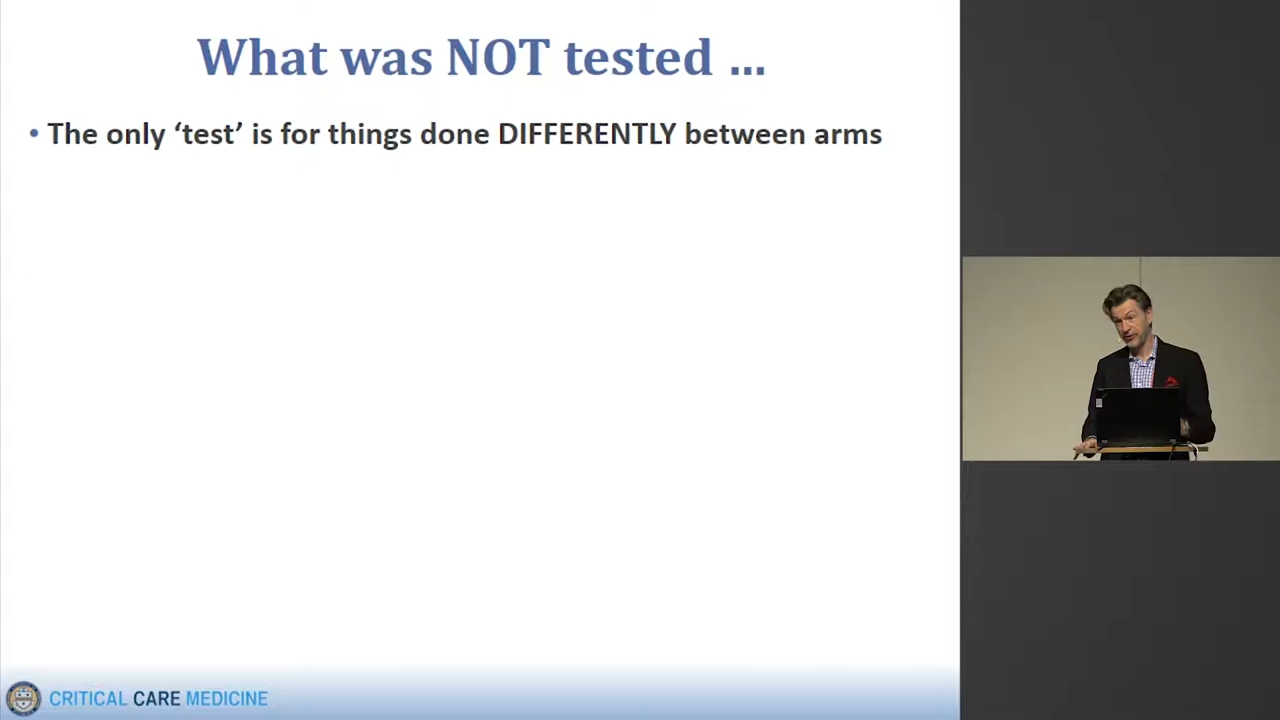 What was NOT tested ...
• The only ‘test’ is for things done DIFFERENTLY between arms
CRITICAL CARE MEDICINE